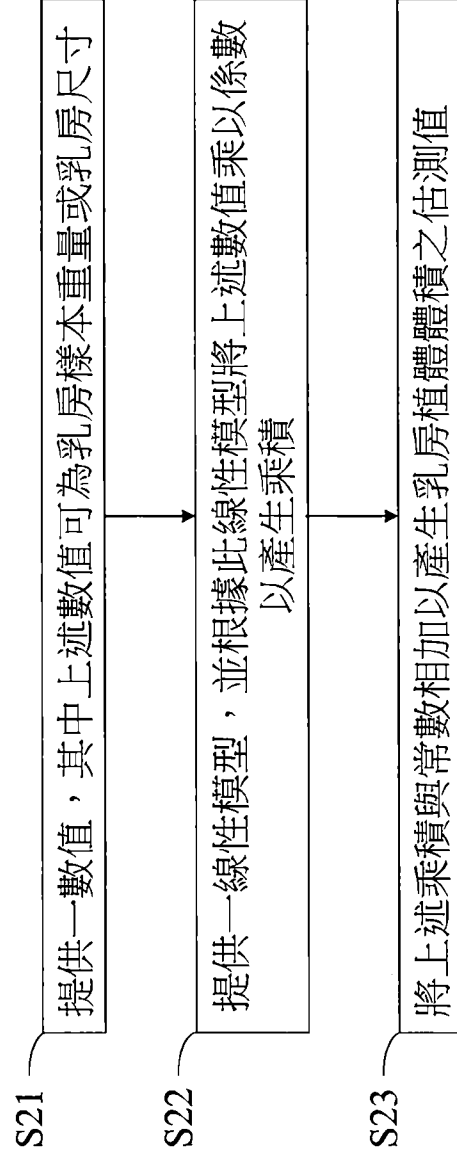 S21
提供一數值，其中上述數值可為乳房樣本重量或乳房尺寸
S22
提供一線性模型，並根據此線性模型將上述數值乘以係數
以產生乘積
S23
將上述乘積與常數相加以產生乳房植體體積之估測值